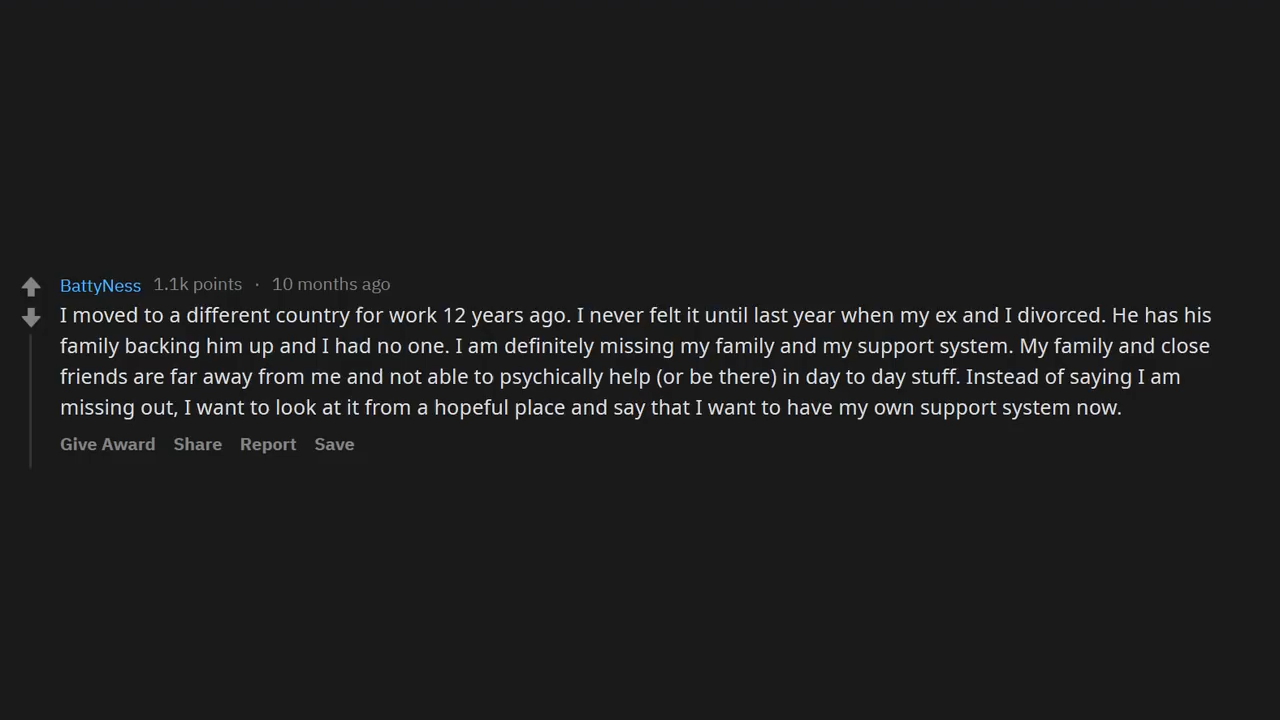 BattyNess 1.1k points · 10 months ago
I moved to a different country for work 12 years ago. I never felt it until last year when my ex and I divorced. He has his
family backing him up and I had no one. I am definitely missing my family and my support system. My family and close
friends are far away from me and not able to psychically help (or be there) in day to day stuff. Instead of saying I am
missing out, I want to look at it from a hopeful place and say that I want to have my own support system now.
Give Award Share Report Save